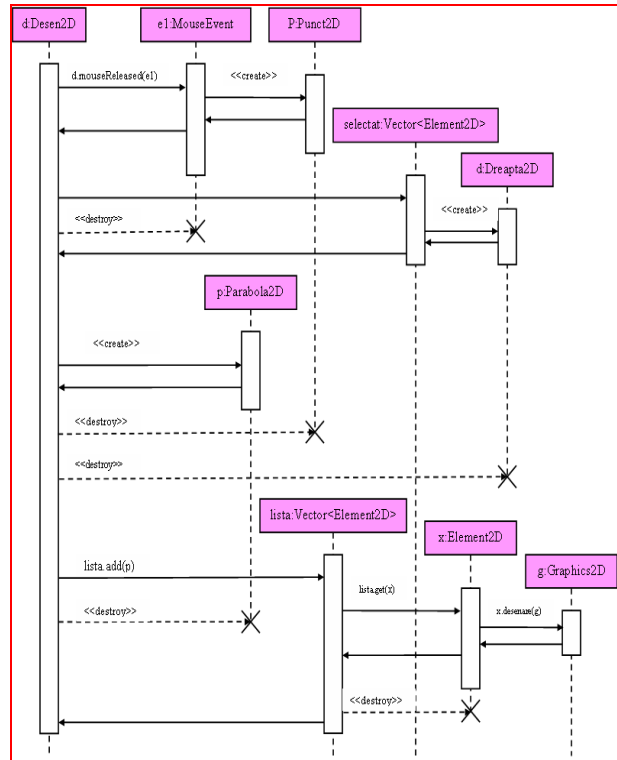 d:Desen2D
e1:MouseEvent
P:Punct2D
d.mouseReleased(e1)
<<create>>
selectat:Vector<Element2D>
d:Dreapta2D
<<destroy>>
<<create>>
p:Parabola2D
<<create>>
<<destroy>>
<<destroy>>
lista:Vector<Element2D>
x:Element2D
g:Graphics2D
lista.add(p)
lista.get(x)
x.desenare(g)
<<destroy>>
<<destroy>>